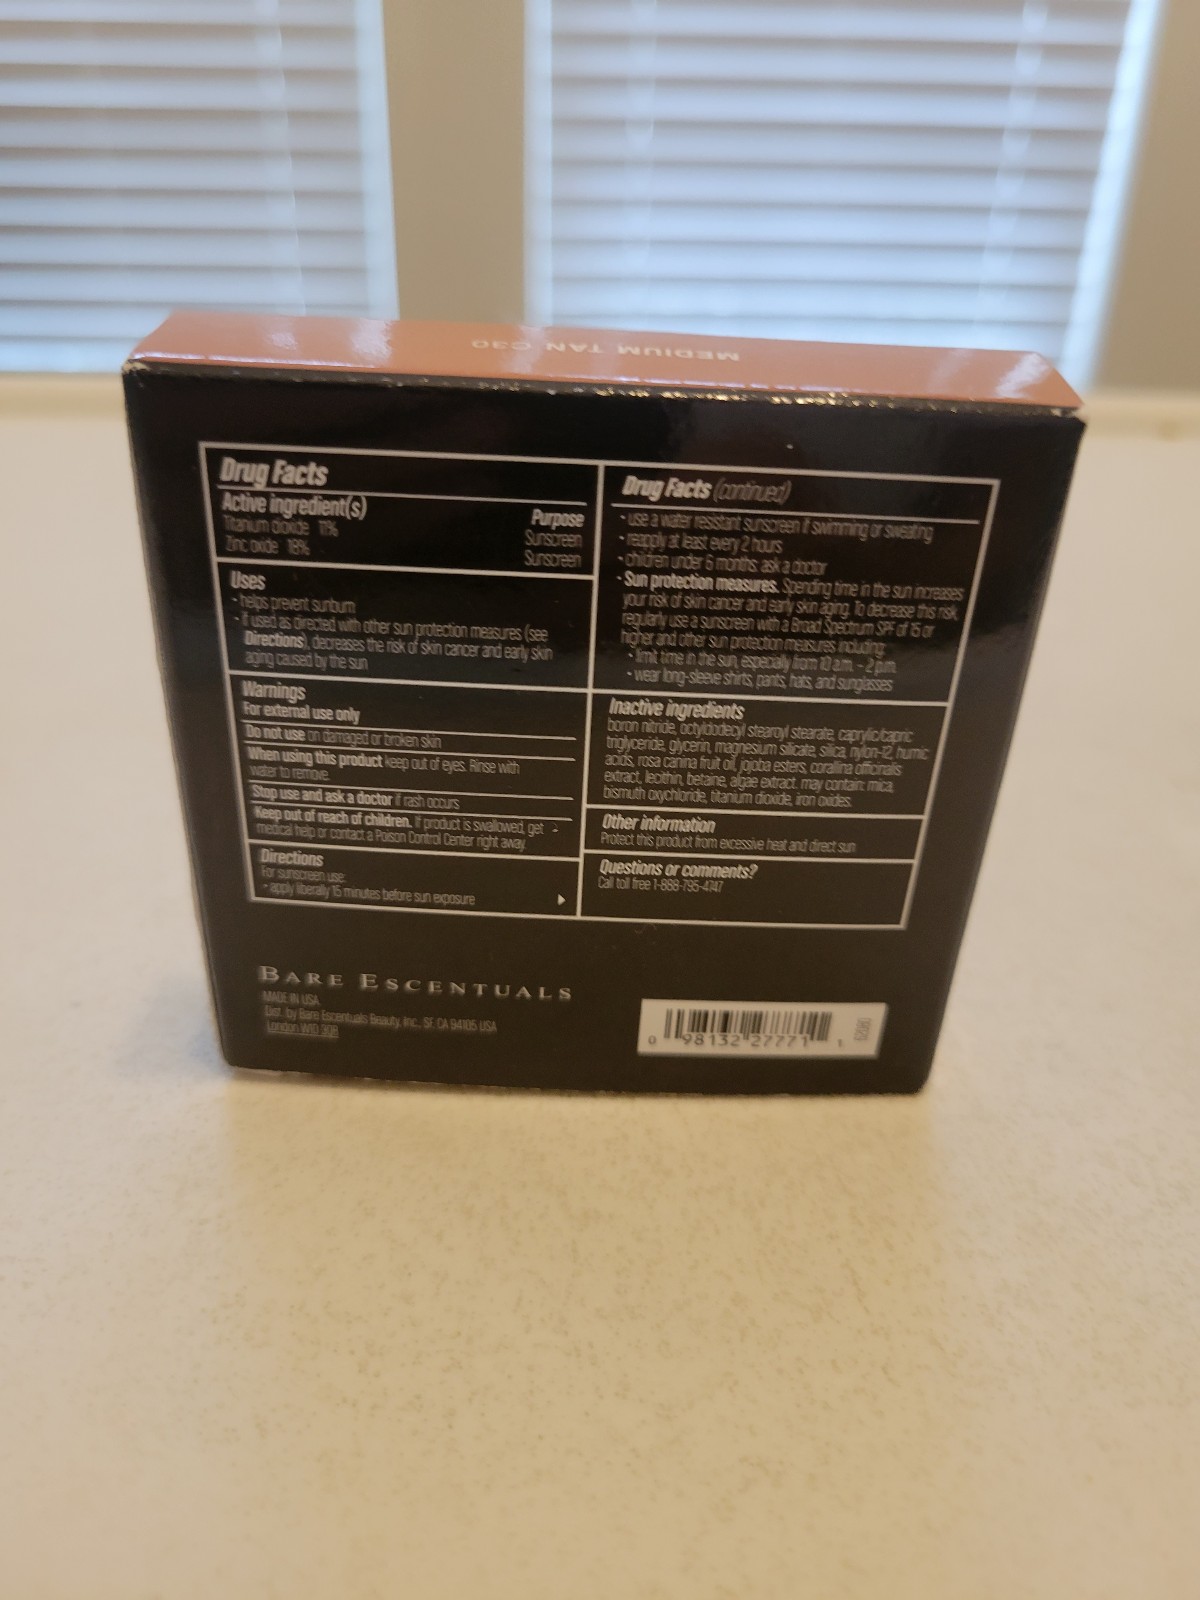 MEDIUM TAN C30
Drug Facts
Active ingredient(s)
Purpose
Titanium dioxide 11%
Sunscreen
Zinc oxide 18%
Sunscreen
Uses
• helps prevent sunburn
• if used as directed with other sun protection measures (see
Directions), decreases the risk of skin cancer and early skin
aging caused by the sun
Warnings
For external use only
Do not use on damaged or broken skin
When using this product keep out of eyes. Rinse with
water to remove.
Stop use and ask a doctor if rash occurs
Keep out of reach of children. If product is swallowed, get
medical help or contact a Poison Control Center right away.
Directions
For sunscreen use:
• apply liberally 15 minutes before sun exposure
Drug Facts (continued)
• use a water resistant sunscreen if swimming or sweating
• reapply at least every 2 hours
• children under 6 months: ask a doctor
• Sun protection measures. Spending time in the sun increases
your risk of skin cancer and early skin aging. To decrease this risk,
regularly use a sunscreen with a Broad Spectrum SPF of 15 or
higher and other sun protection measures including:
• limit time in the sun, especially from 10 a.m. - 2 p.m.
• wear long-sleeve shirts, pants, hats, and sunglasses
Inactive ingredients
boron nitride, octyldodecyl stearoyl stearate, caprylic/capric
triglyceride, glycerin, magnesium silicate, silica, nylon-12, humic
acids, rosa canina fruit oil, jojoba esters, corallina officinalis
extract, lecithin, betaine, algae extract. may contain: mica,
bismuth oxychloride, titanium dioxide, iron oxides.
Other information
Protect this product from excessive heat and direct sun
Questions or comments?
Call toll free 1-888-795-4747
BARE ESCENTUALS
MADE IN USA
Dist. by Bare Escentuals Beauty, Inc., SF, CA 94105 USA
London W1D 3QB
0 98132 27771 1